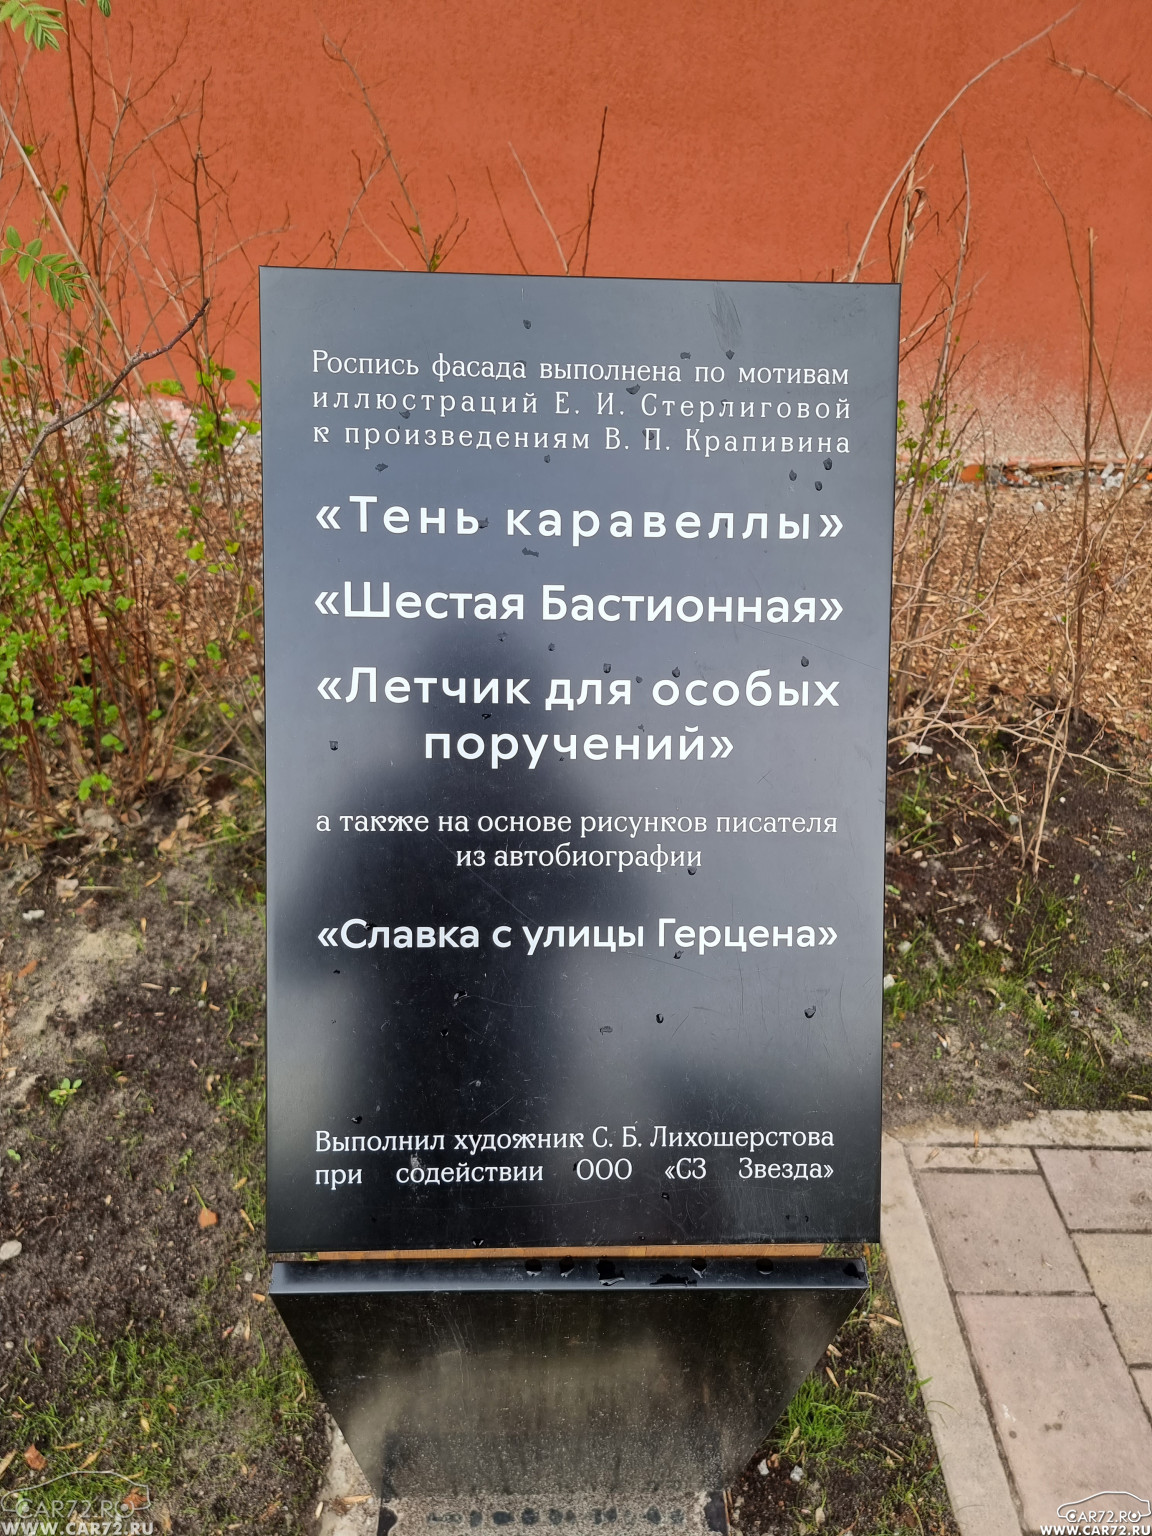 Роспись фасада выполнена по мотивам
иллюстраций Е. И. Стерлиговой
к произведениям В. П. Крапивина
«Тень каравеллы»
«Шестая Бастионная»
«Летчик для особых
поручений»
а также на основе рисунков писателя
из автобиографии
«Славка с улицы Герцена»
Выполнил художник С. Б. Лихошерстова
при содействии ООО «СЗ Звезда»
CAR72.RU
WWW.CAR72.RU
CAR72.RU
WWW.CAR72.RU